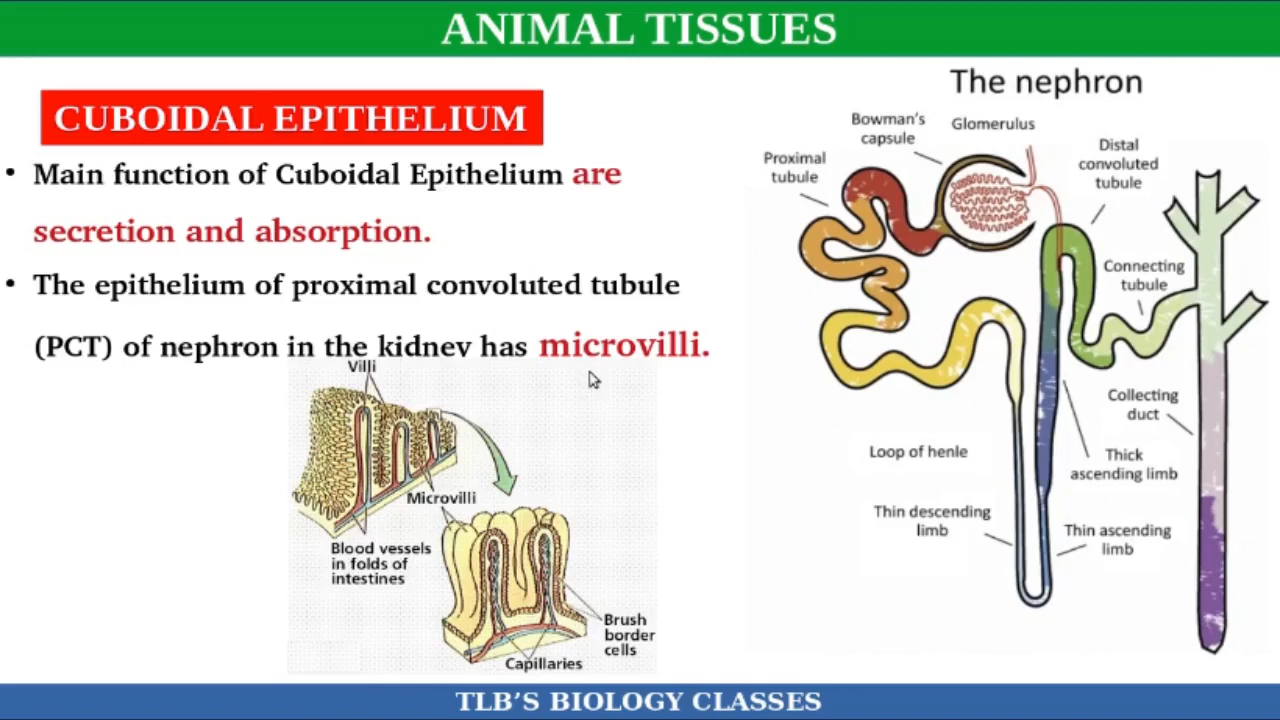 ANIMAL TISSUES
CUBOIDAL EPITHELIUM
• Main function of Cuboidal Epithelium are
secretion and absorption.
• The epithelium of proximal convoluted tubule
(PCT) of nephron in the kidney has microvilli.
Villi
Microvilli
Blood vessels
in folds of
intestines
Brush
border
cells
Capillaries
The nephron
Bowman's
capsule
Glomerulus
Proximal
tubule
Distal
convoluted
tubule
Connecting
tubule
Collecting
duct
Loop of henle
Thick
ascending limb
Thin descending
limb
Thin ascending
limb
TLB'S BIOLOGY CLASSES